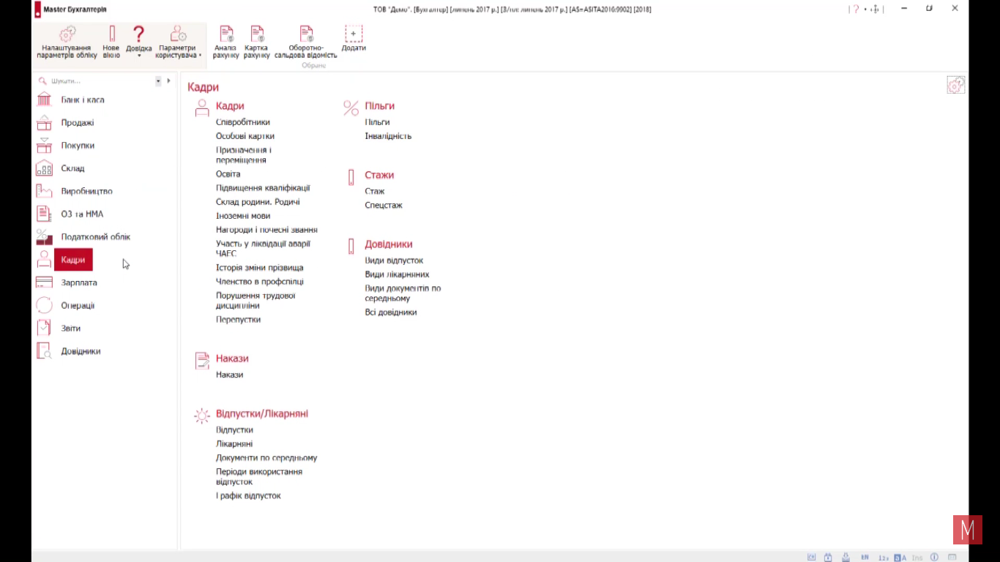 Master Бухгалтерія
ТОВ "Демо". [Бухгалтер] [липень 2017 р.] [З/пл: липень 2017 р.] [AS=ASITA2016:9902] [2018]
Налаштування
параметрів обліку
Нове
вікно
Довідка
Параметри
користувача
Аналіз
рахунку
Картка
рахунку
Оборотно-
сальдова відомість
Додати
Обране
Шукати...
Банк і каса
Продажі
Покупки
Склад
Виробництво
ОЗ та НМА
Податковий облік
Кадри
Зарплата
Операції
Звіти
Довідники
Кадри
Кадри
Співробітники
Особові картки
Призначення і
переміщення
Освіта
Підвищення кваліфікації
Склад родини. Родичі
Іноземні мови
Нагороди і почесні звання
Участь у ліквідації аварії
ЧАЕС
Історія зміни прізвища
Членство в профспілці
Порушення трудової
дисципліни
Перепустки
Накази
Накази
Відпустки/Лікарняні
Відпустки
Лікарняні
Документи по середньому
Періоди використання
відпусток
Графік відпусток
Пільги
Пільги
Інвалідність
Стажі
Стаж
Спецстаж
Довідники
Види відпусток
Види лікарняних
Види документів по
середньому
Всі довідники
M
EN
123
A
Ins